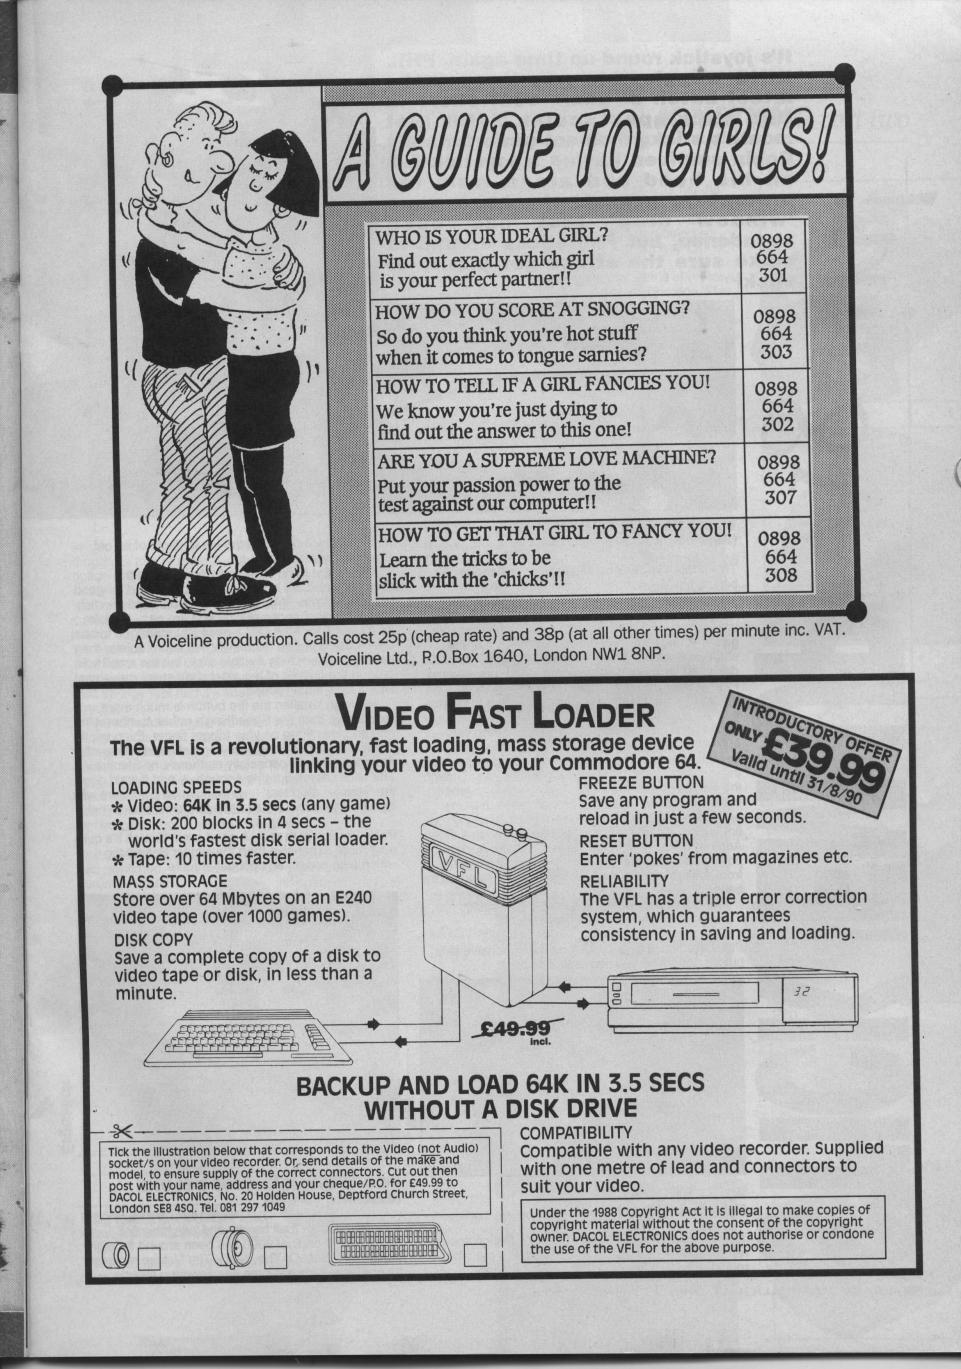 A GUIDE TO GIRLS!
WHO IS YOUR IDEAL GIRL?
Find out exactly which girl
is your perfect partner!!
0898
664
301
HOW DO YOU SCORE AT SNOGGING?
So do you think you're hot stuff
when it comes to tongue sarnies?
0898
664
303
HOW TO TELL IF A GIRL FANCIES YOU!
We know you're just dying to
find out the answer to this one!
0898
664
302
ARE YOU A SUPREME LOVE MACHINE?
Put your passion power to the
test against our computer!!
0898
664
307
HOW TO GET THAT GIRL TO FANCY YOU!
Learn the tricks to be
slick with the 'chicks'!!
0898
664
308
A Voiceline production. Calls cost 25p (cheap rate) and 38p (at all other times) per minute inc. VAT.
Voiceline Ltd., P.O.Box 1640, London NW1 8NP.
VIDEO FAST LOADER
The VFL is a revolutionary, fast loading, mass storage device
linking your video to your Commodore 64.
INTRODUCTORY OFFER
ONLY £39.99
Valid until 31/8/90
LOADING SPEEDS
* Video: 64K in 3.5 secs (any game)
* Disk: 200 blocks in 4 secs – the
world's fastest disk serial loader.
* Tape: 10 times faster.
MASS STORAGE
Store over 64 Mbytes on an E240
video tape (over 1000 games).
DISK COPY
Save a complete copy of a disk to
video tape or disk, in less than a
minute.
VFL
FREEZE BUTTON
Save any program and
reload in just a few seconds.
RESET BUTTON
Enter 'pokes' from magazines etc.
RELIABILITY
The VFL has a triple error correction
system, which guarantees
consistency in saving and loading.
32
£49.99
incl.
BACKUP AND LOAD 64K IN 3.5 SECS
WITHOUT A DISK DRIVE
Tick the illustration below that corresponds to the Video (not Audio)
socket/s on your video recorder. Or, send details of the make and
model, to ensure supply of the correct connectors. Cut out then
post with your name, address and your cheque/P.O. for £49.99 to
DACOL ELECTRONICS, No. 20 Holden House, Deptford Church Street,
London SE8 4SQ. Tel. 081 297 1049
COMPATIBILITY
Compatible with any video recorder. Supplied
with one metre of lead and connectors to
suit your video.
Under the 1988 Copyright Act it is illegal to make copies of
copyright material without the consent of the copyright
owner. DACOL ELECTRONICS does not authorise or condone
the use of the VFL for the above purpose.